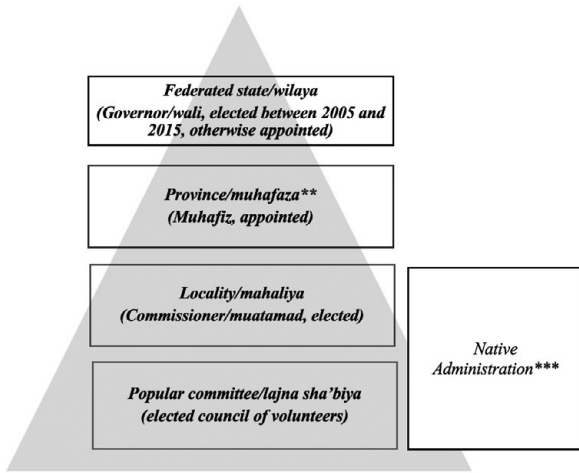 Federated state/wilaya
(Governor/wali, elected between 2005 and
2015, otherwise appointed)
Province/muhafaza**
(Muhafiz, appointed)
Locality/mahaliya
(Commissioner/muatamad, elected)
Native
Administration***
Popular committee/lajna sha’biya
(elected council of volunteers)